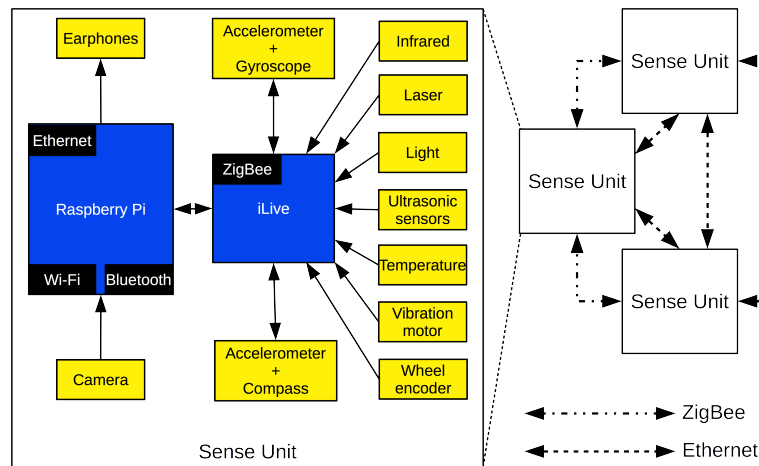 Earphones
Ethernet
Raspberry Pi
Wi-Fi
Bluetooth
Camera
Accelerometer
+
Gyroscope
ZigBee
iLive
Accelerometer
+
Compass
Infrared
Laser
Light
Ultrasonic
sensors
Temperature
Vibration
motor
Wheel
encoder
Sense Unit
Sense Unit
Sense Unit
Sense Unit
ZigBee
Ethernet